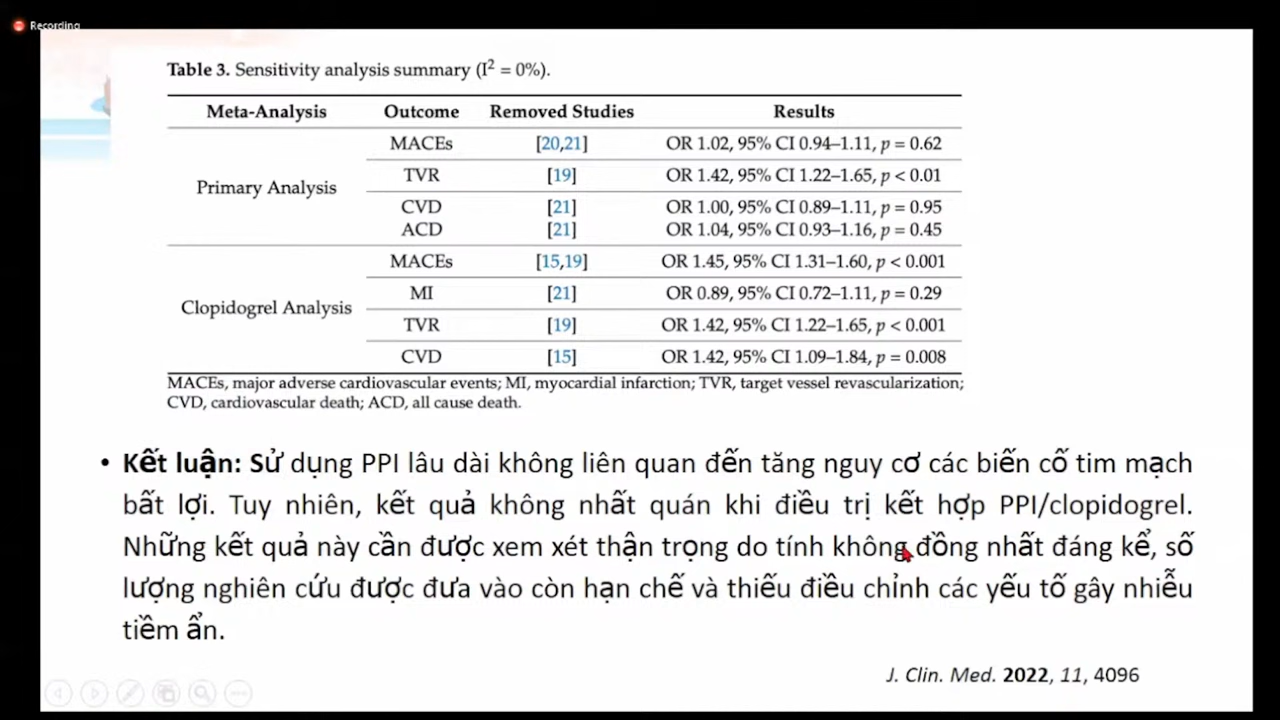 Recording
Table 3. Sensitivity analysis summary (I² = 0%).
Meta-Analysis Outcome Removed Studies Results
MACEs [20,21] OR 1.02, 95% CI 0.94–1.11, p = 0.62
Primary Analysis TVR [19] OR 1.42, 95% CI 1.22–1.65, p < 0.01
CVD [21] OR 1.00, 95% CI 0.89–1.11, p = 0.95
ACD [21] OR 1.04, 95% CI 0.93–1.16, p = 0.45
MACEs [15,19] OR 1.45, 95% CI 1.31–1.60, p < 0.001
Clopidogrel Analysis MI [21] OR 0.89, 95% CI 0.72–1.11, p = 0.29
TVR [19] OR 1.42, 95% CI 1.22–1.65, p < 0.001
CVD [15] OR 1.42, 95% CI 1.09–1.84, p = 0.008
MACEs, major adverse cardiovascular events; MI, myocardial infarction; TVR, target vessel revascularization;
CVD, cardiovascular death; ACD, all cause death.
• Kết luận: Sử dụng PPI lâu dài không liên quan đến tăng nguy cơ các biến cố tim mạch
bất lợi. Tuy nhiên, kết quả không nhất quán khi điều trị kết hợp PPI/clopidogrel.
Những kết quả này cần được xem xét thận trọng do tính không đồng nhất đáng kể, số
lượng nghiên cứu được đưa vào còn hạn chế và thiếu điều chỉnh các yếu tố gây nhiễu
tiềm ẩn.
J. Clin. Med. 2022, 11, 4096